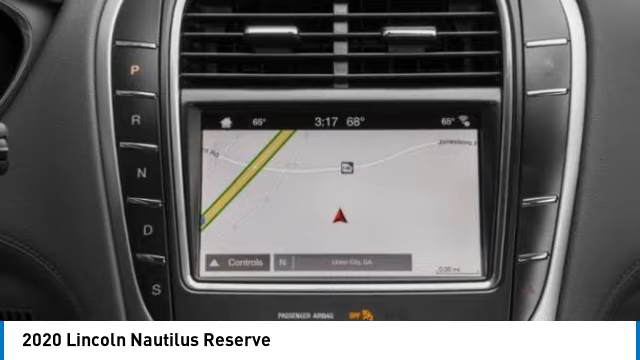 P
R
N
D
S
65°
3:17 68°
65°
Controls
N
Union City, GA
PASSENGER AIRBAG OFF
2020 Lincoln Nautilus Reserve